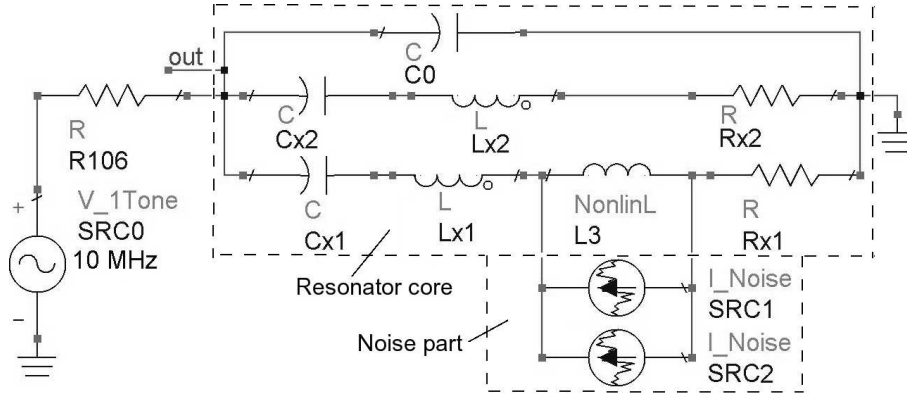 out
C
C0
R
R106
C
Cx2
L
Lx2
R
Rx2
V_1Tone
SRC0
10 MHz
+
−
C
Cx1
L
Lx1
NonlinL
L3
R
Rx1
Resonator core
Noise part
I_Noise
SRC1
I_Noise
SRC2